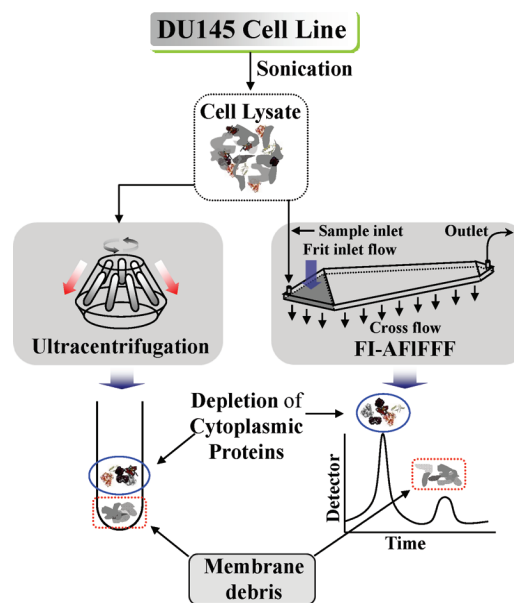 DU145 Cell Line
Sonication
Cell Lysate
Sample inlet
Outlet
Frit inlet flow
Cross flow
Ultracentrifugation
FI-AFlFFF
Depletion of
Cytoplasmic
Proteins
Detector
Time
Membrane
debris